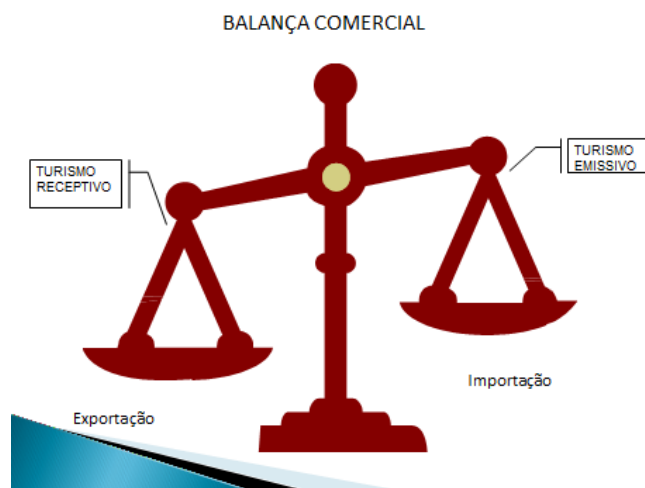 BALANÇA COMERCIAL
TURISMO
RECEPTIVO
TURISMO
EMISSIVO
Importação
Exportação